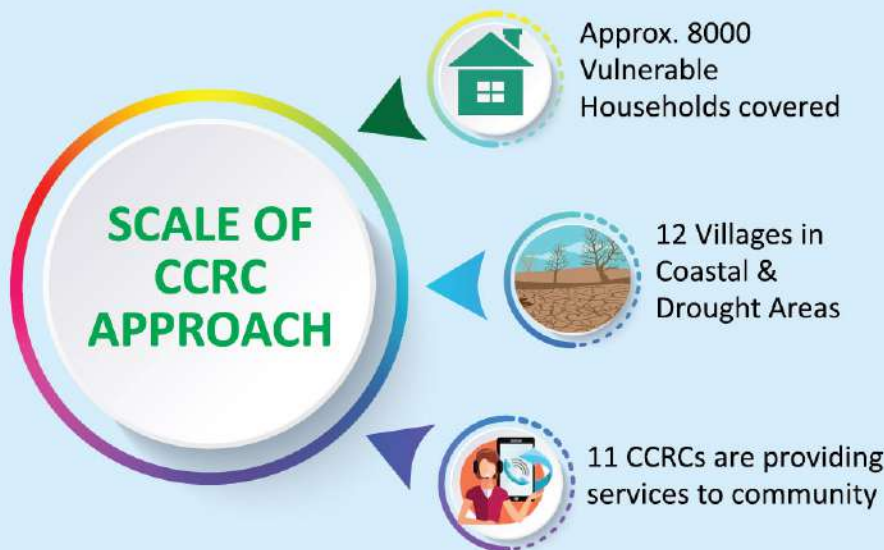 SCALE OF
CCRC
APPROACH
Approx. 8000
Vulnerable
Households covered
12 Villages in
Coastal &
Drought Areas
11 CCRCs are providing
services to community